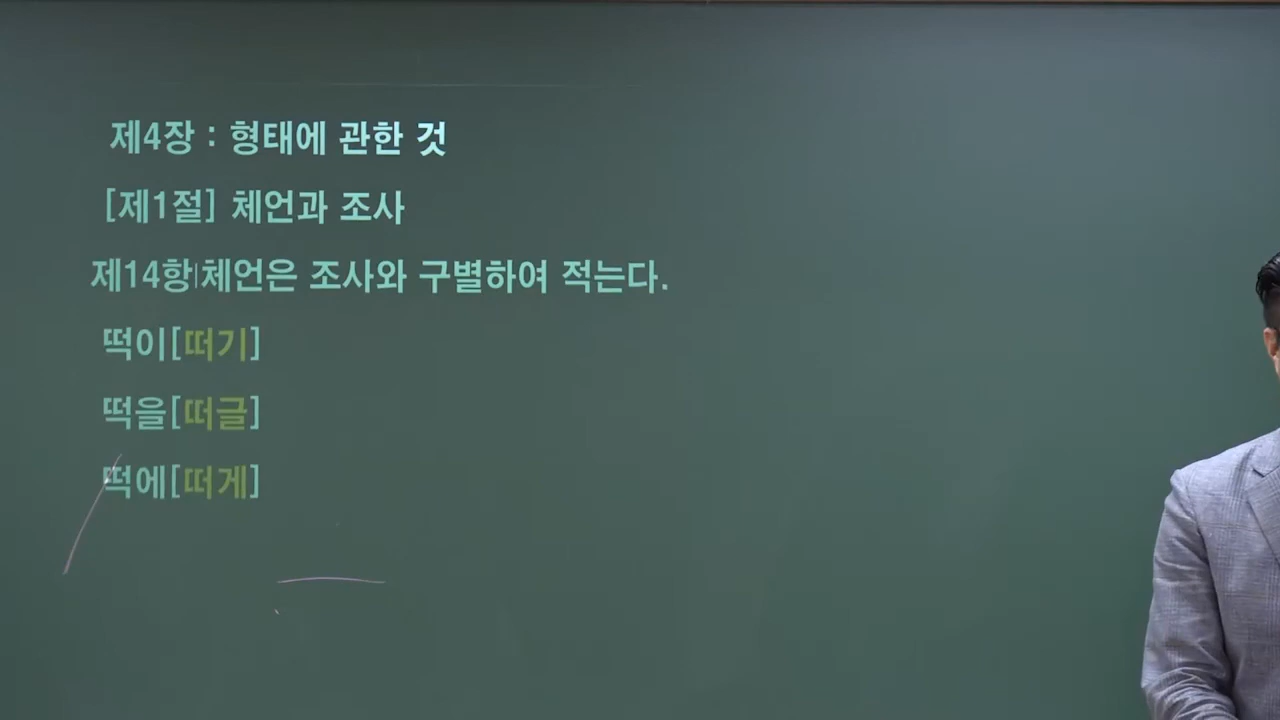 제4장 : 형태에 관한 것
[제1절] 체언과 조사
제14항|체언은 조사와 구별하여 적는다.
떡이[떠기]
떡을[떠글]
떡에[떠게]